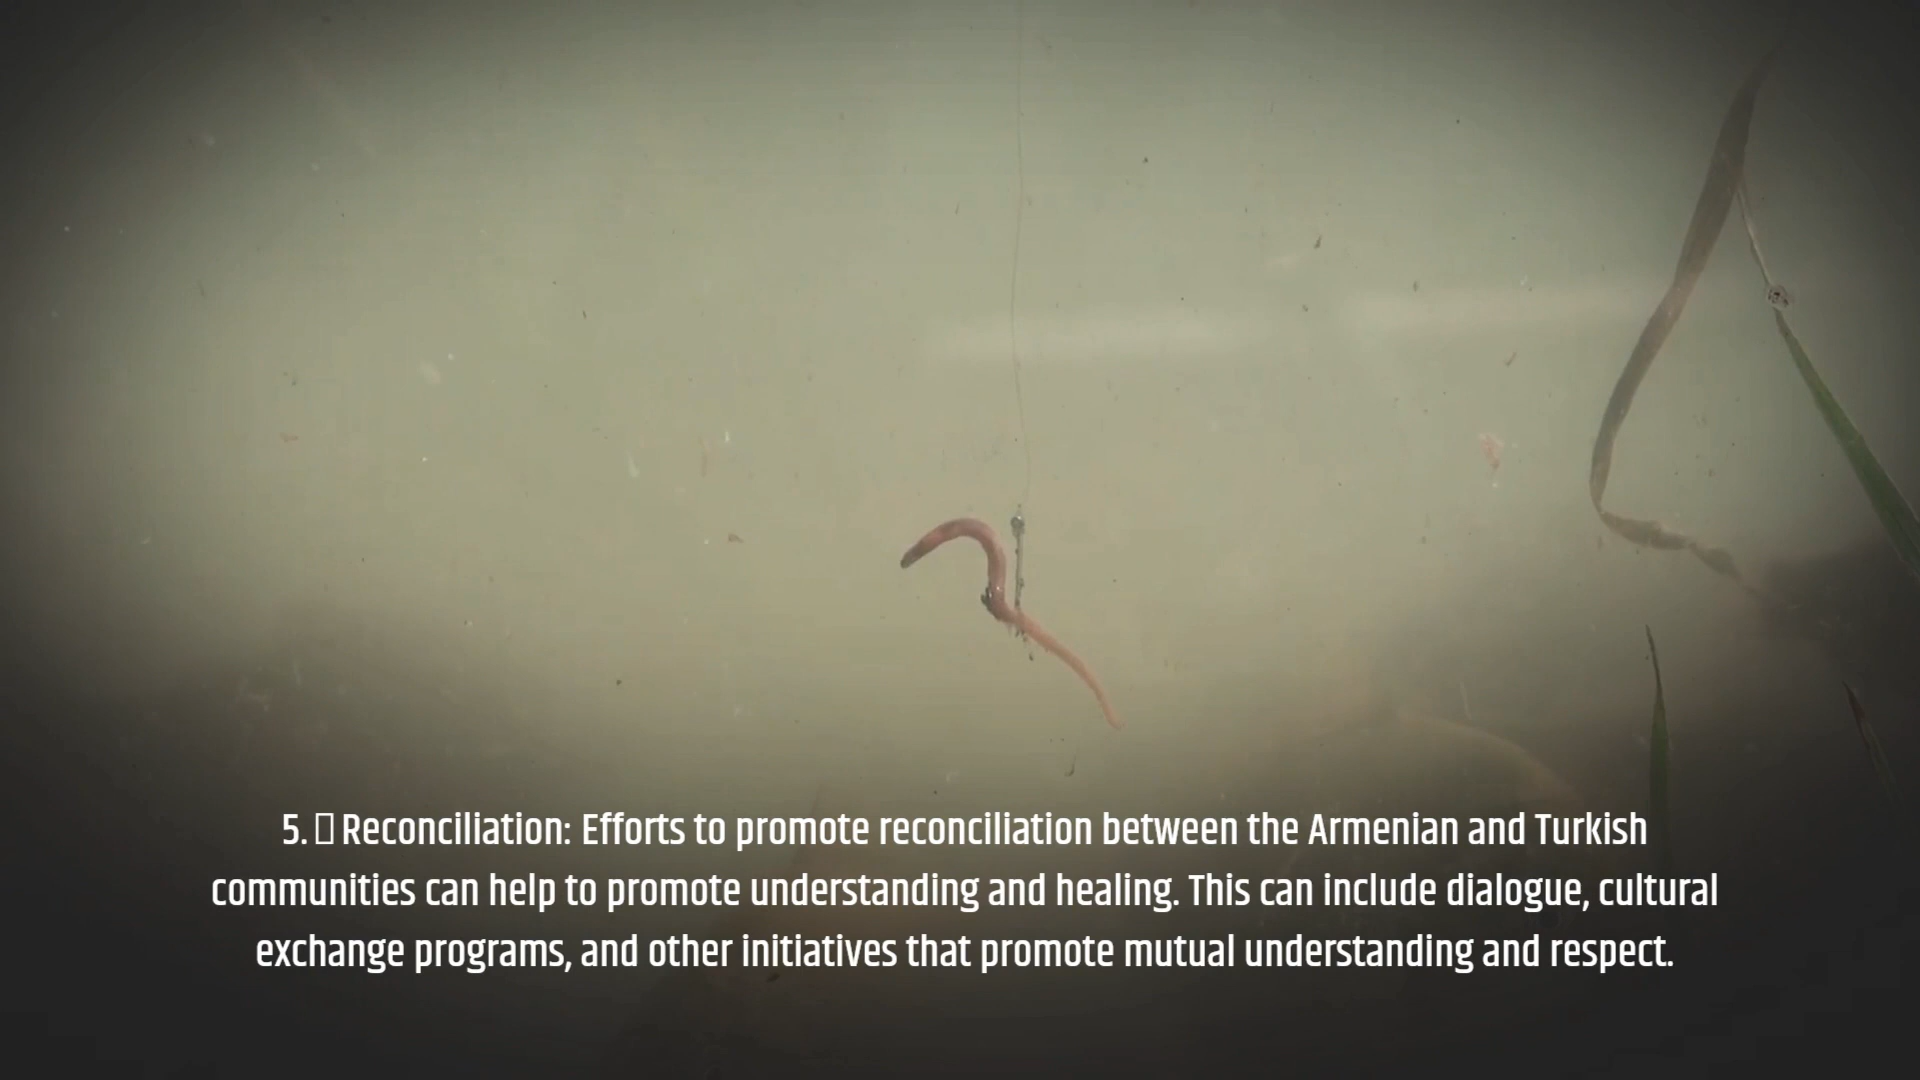 5. Reconciliation: Efforts to promote reconciliation between the Armenian and Turkish
communities can help to promote understanding and healing. This can include dialogue, cultural
exchange programs, and other initiatives that promote mutual understanding and respect.